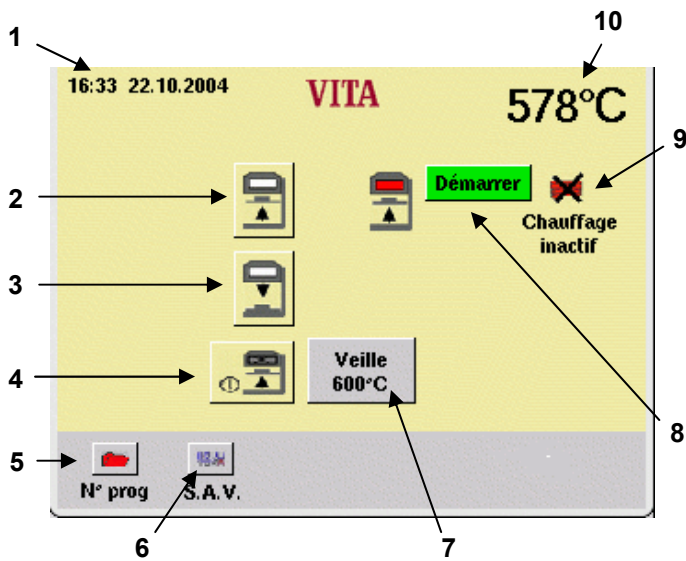 1
10
16:33 22.10.2004
VITA
578°C
9
2
Démarrer
Chauffage
inactif
3
4
Veille
600°C
8
5
N° prog
S.A.V.
6
7